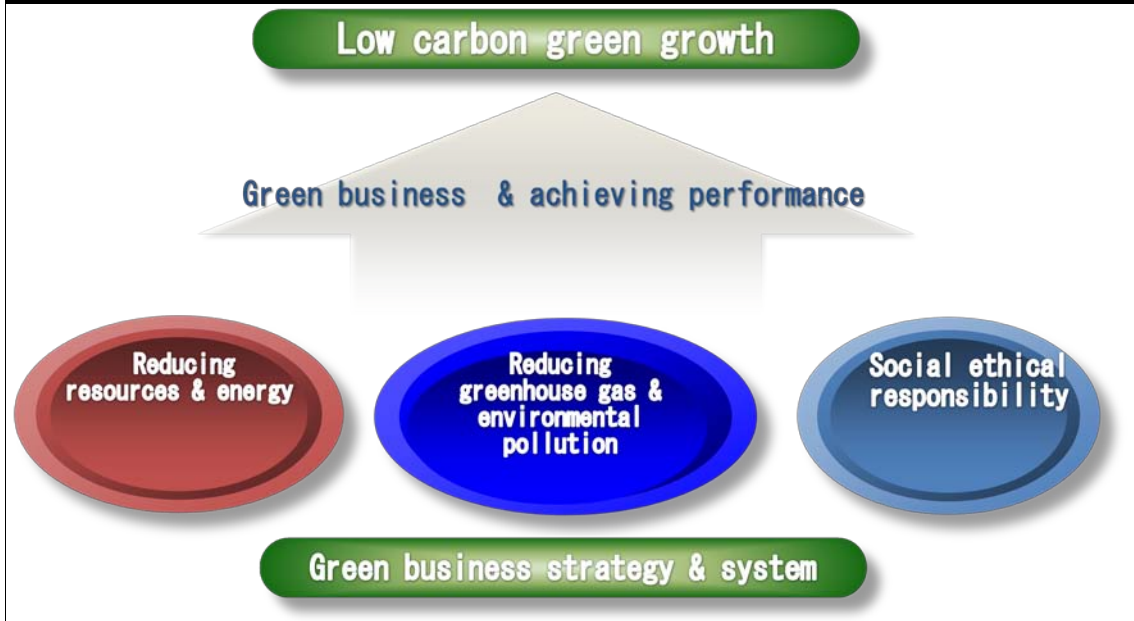 Low carbon green growth
Green business & achieving performance
Reducing
resources & energy
Reducing
greenhouse gas &
environmental
pollution
Social ethical
responsibility
Green business strategy & system